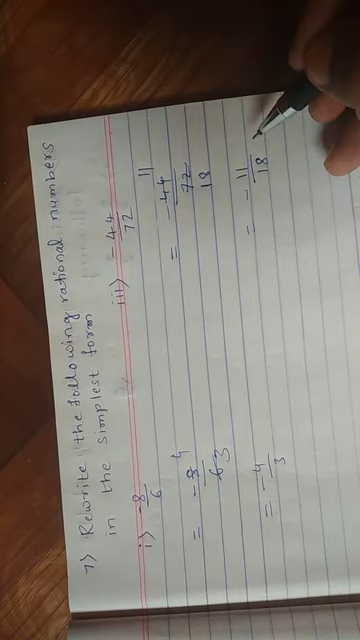 7) Rewrite the following rational numbers
in the simplest form
i) -8/6
= -8/6 4 3
= -4/3
iii) -44/72
= -44/72 11 18
= -11/18